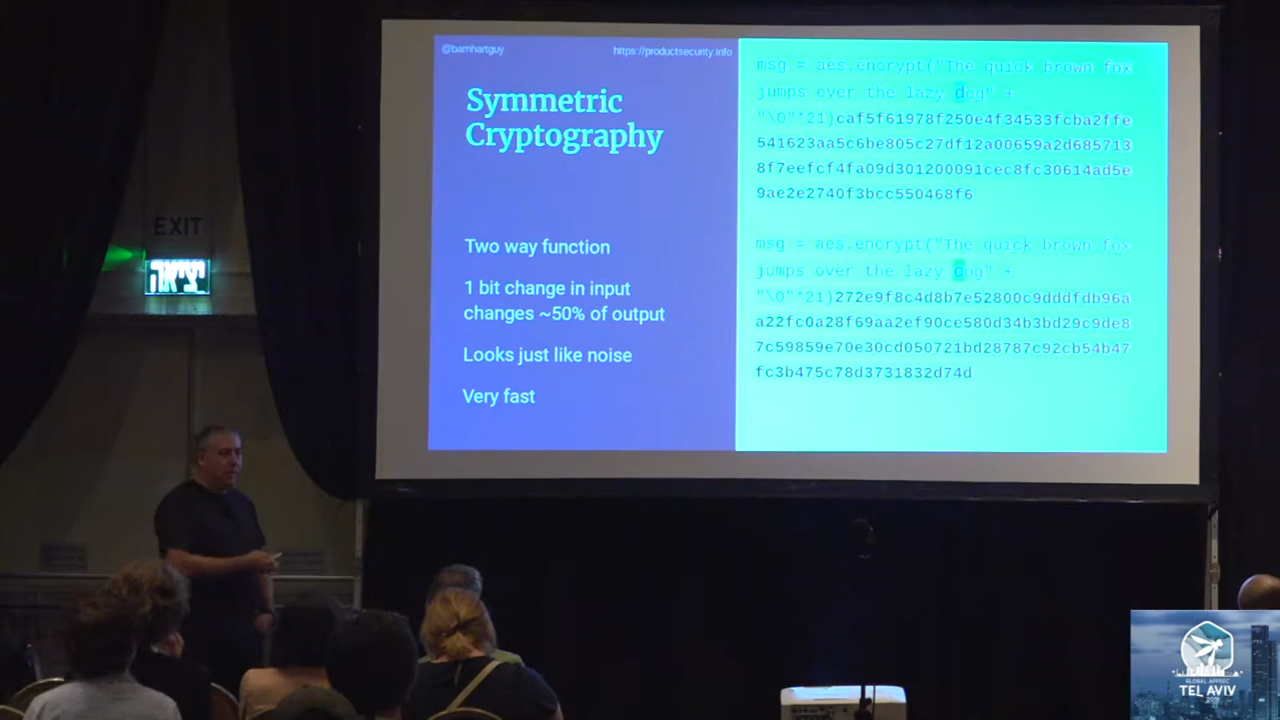 @barnhartguy
https://productsecurity.info
Symmetric
Cryptography
Two way function
1 bit change in input
changes ~50% of output
Looks just like noise
Very fast
msg = aes.encrypt("The quick brown fox
jumps over the lazy dog" +
"\0"*21)caf5f61978f250e4f34533fcba2ffe
541623aa5c6be805c27df12a00659a2d685713
8f7eefcf4fa09d301200091cec8fc30614ad5e
9ae2e2740f3bcc550468f6
msg = aes.encrypt("The quick brown fox
jumps over the lazy cog" +
"\0"*21)272e9f8c4d8b7e52800c9dddfdb96a
a22fc0a28f69aa2ef90ce580d34b3bd29c9de8
7c59859e70e30cd050721bd28787c92cb54b47
fc3b475c78d3731832d74d
EXIT
יציאה
GLOBAL APPSEC
TEL AVIV